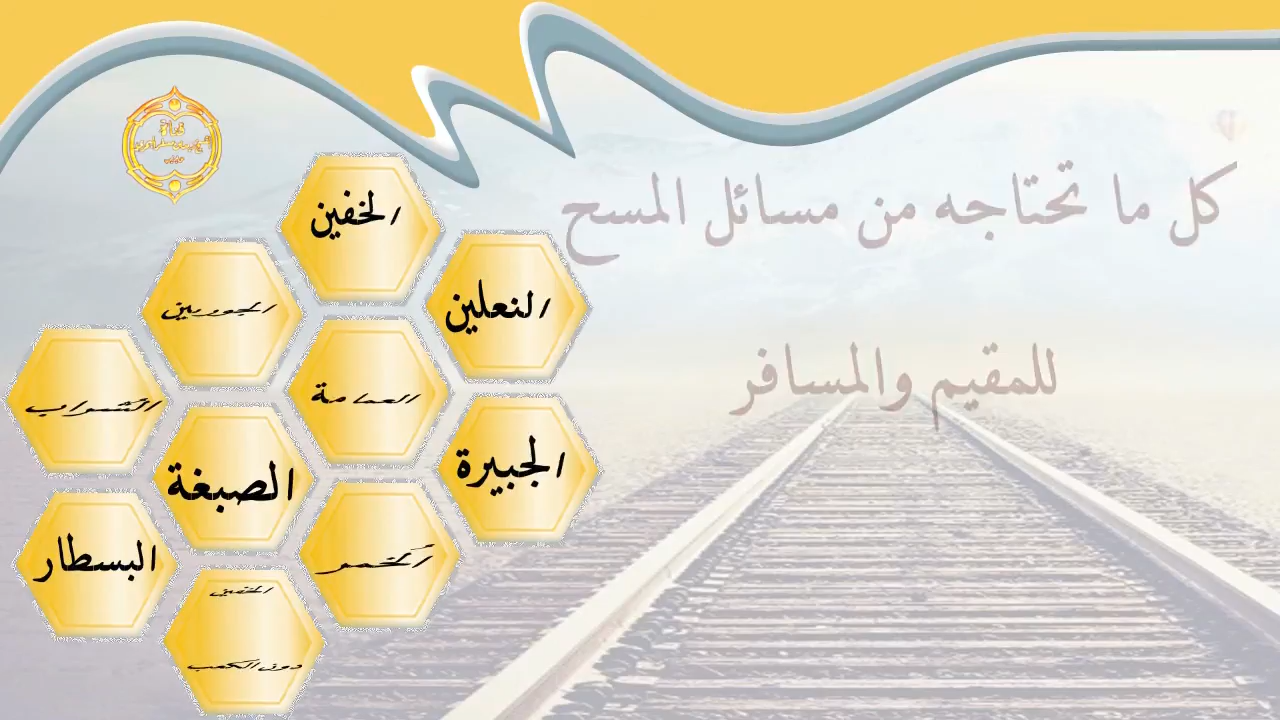 كل ما تحتاجه من مسائل المسح
للمقيم والمسافر
الخفين
النعلين
الجوربين
العمامة
الشراب
الجبيرة
الصبغة
الخمر
البسطار
الخفين
دون الكعب
قناة